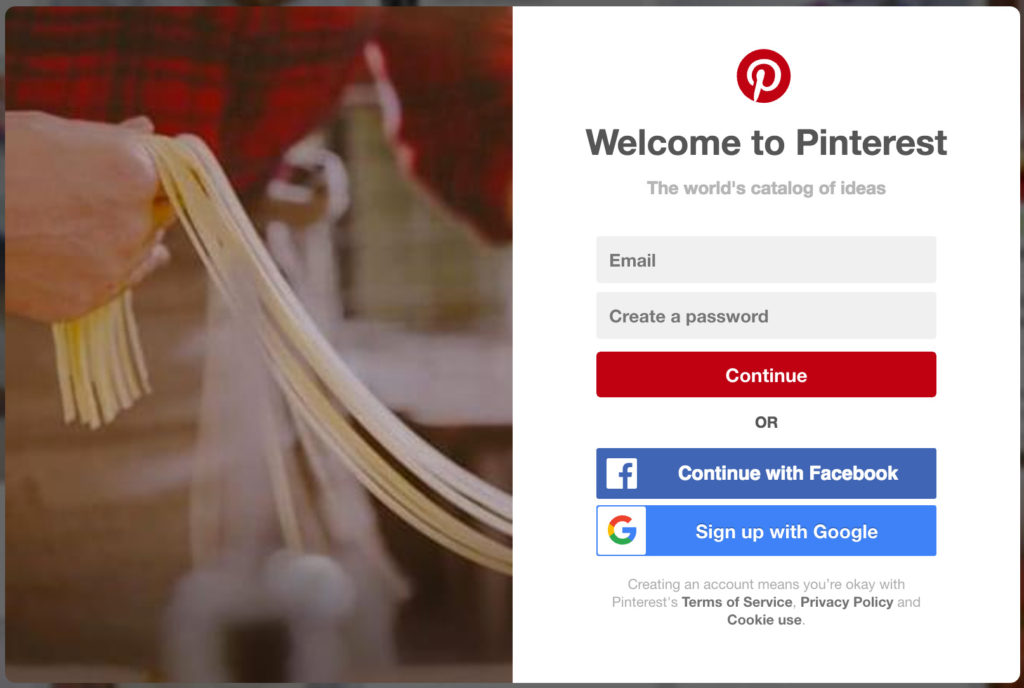 Welcome to Pinterest
The world's catalog of ideas
Email
Create a password
Continue
OR
Continue with Facebook
Sign up with Google
Creating an account means you're okay with
Pinterest's Terms of Service, Privacy Policy and
Cookie use.